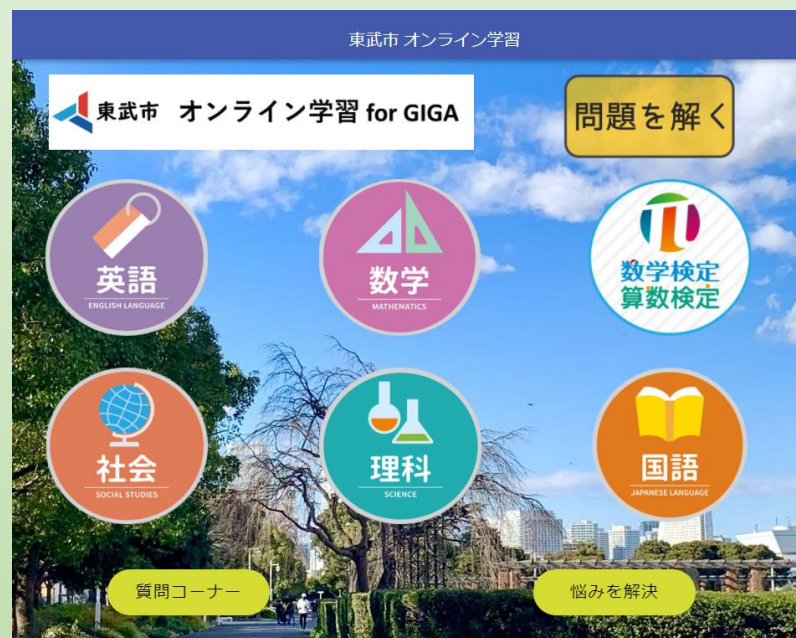 東武市 オンライン学習
東武市 オンライン学習 for GIGA
問題を解く
英語
ENGLISH LANGUAGE
数学
MATHEMATICS
数学検定
算数検定
社会
SOCIAL STUDIES
理科
SCIENCE
国語
JAPANESE LANGUAGE
質問コーナー
悩みを解決